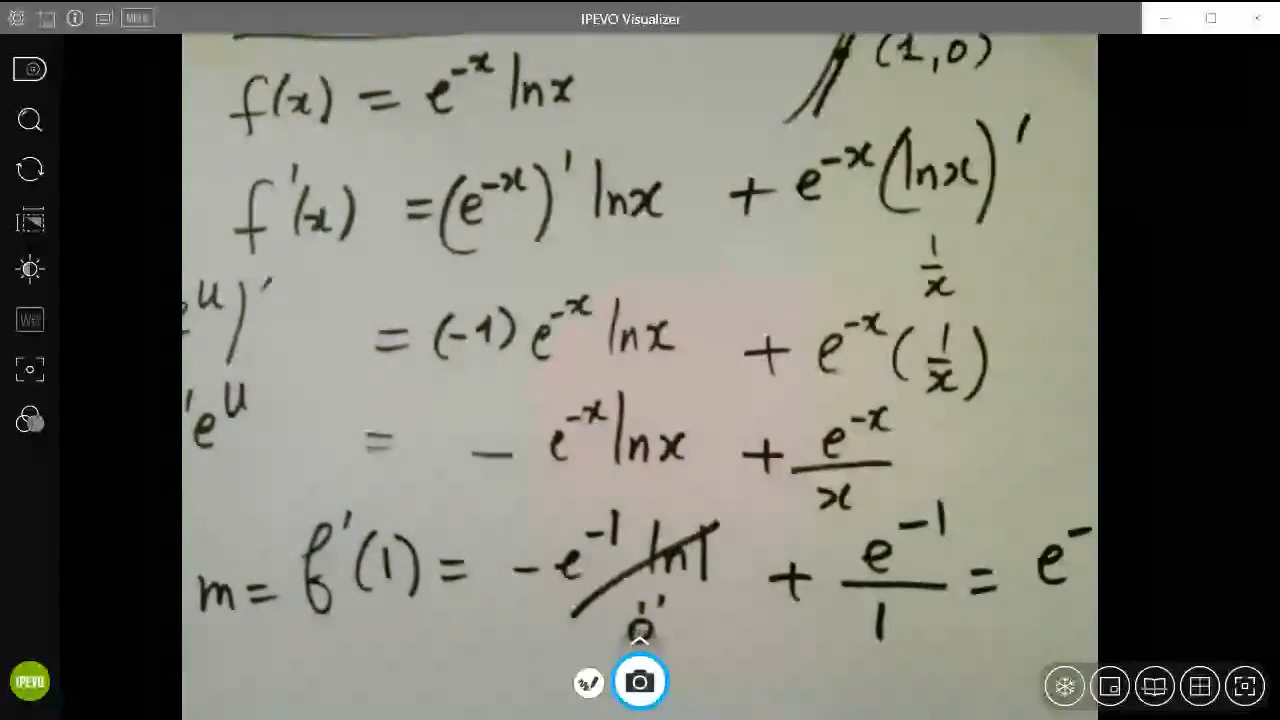 IPEVO Visualizer
(1,0)
f(x) = e^{-x} ln x
f'(x) = (e^{-x})' ln x + e^{-x} (ln x)'
1/x
u)' = (-1) e^{-x} ln x + e^{-x} (1/x)
'e^u = - e^{-x} ln x + e^{-x}/x
m = f'(1) = - e^{-1} ln 1 + e^{-1}/1 = e^-
0
IPEVO